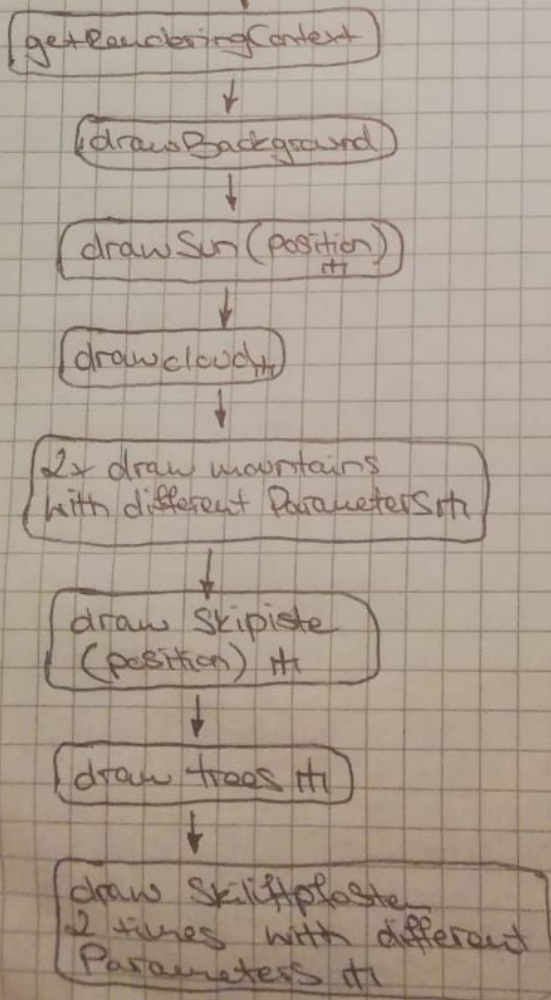 getRenderingContext
drawBackground
drawSun (position)
drawcloud
2x draw mountains
with different Parameters
draw Skipiste
(position)
draw trees
draw Skiliftpfosten
2 times with different
Parameters